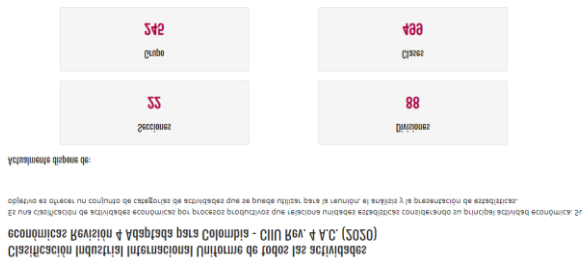 Clasificación Industrial Internacional Uniforme de todas las actividades
económicas Revisión 4 Adaptada para Colombia - CIIU Rev. 4 A.C. (2020)
Es una clasificación de actividades económicas por procesos productivos que relaciona unidades estadísticas considerando su principal actividad económica. Su
objetivo es ofrecer un conjunto de categorías de actividades que se puede utilizar para la reunión, el análisis y la presentación de estadísticas.
Actualmente dispone de:
Secciones
22
Divisiones
88
Grupo
245
Clases
499